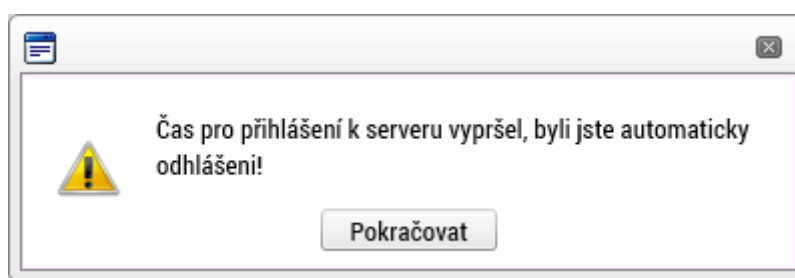 Čas pro přihlášení k serveru vypršel, byli jste automaticky
odhlášeni!
Pokračovat